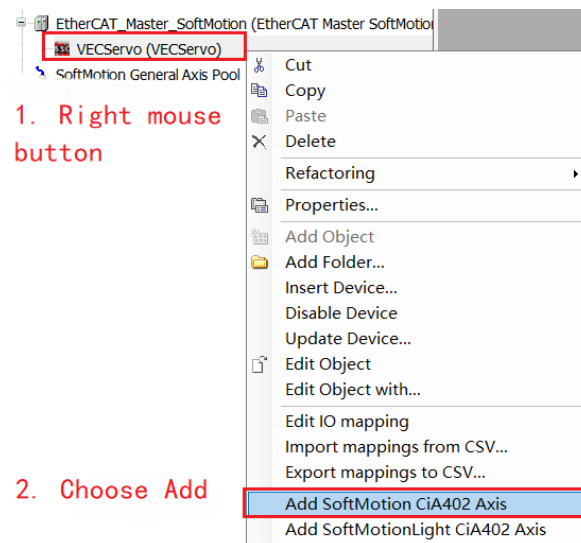 EtherCAT_Master_SoftMotion (EtherCAT Master SoftMotion
VECServo (VECServo)
SoftMotion General Axis Pool
1. Right mouse
button
Cut
Copy
Paste
Delete
Refactoring
Properties...
Add Object
Add Folder...
Insert Device...
Disable Device
Update Device...
Edit Object
Edit Object with...
Edit IO mapping
Import mappings from CSV...
Export mappings to CSV...
2. Choose Add
Add SoftMotion CiA402 Axis
Add SoftMotionLight CiA402 Axis